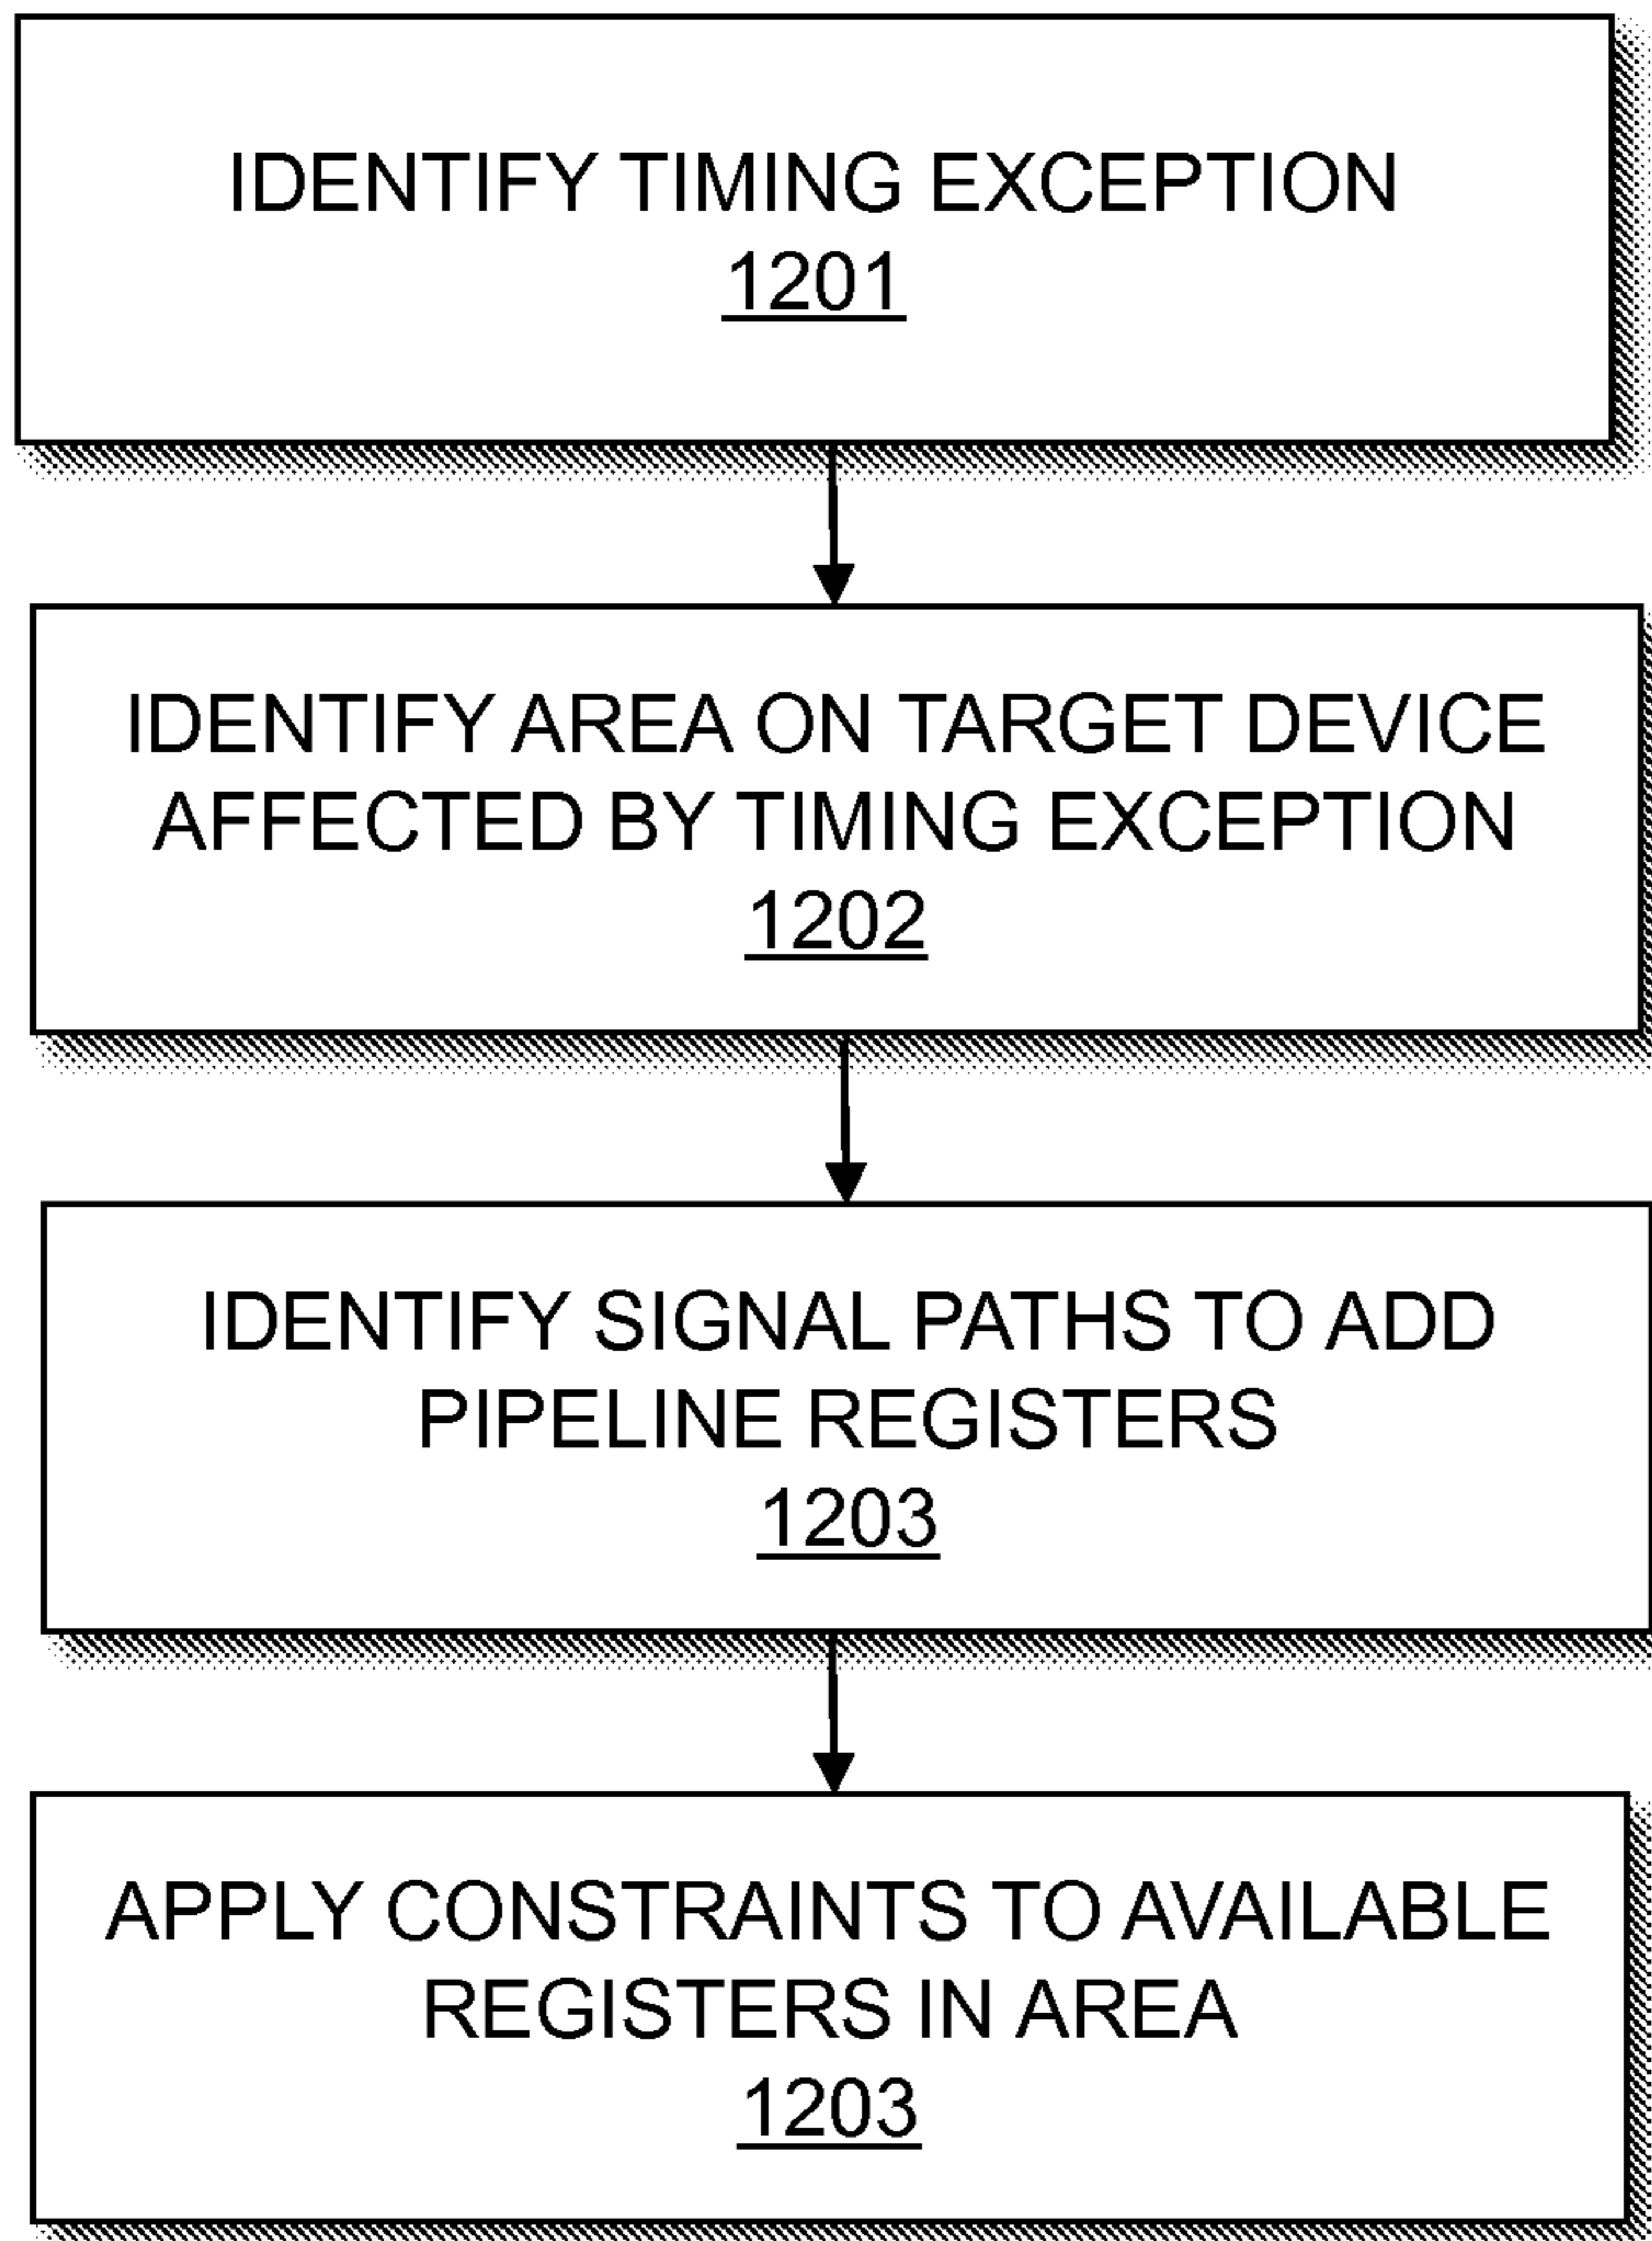 IDENTIFY TIMING EXCEPTION
1201
IDENTIFY AREA ON TARGET DEVICE
AFFECTED BY TIMING EXCEPTION
1202
IDENTIFY SIGNAL PATHS TO ADD
PIPELINE REGISTERS
1203
APPLY CONSTRAINTS TO AVAILABLE
REGISTERS IN AREA
1203